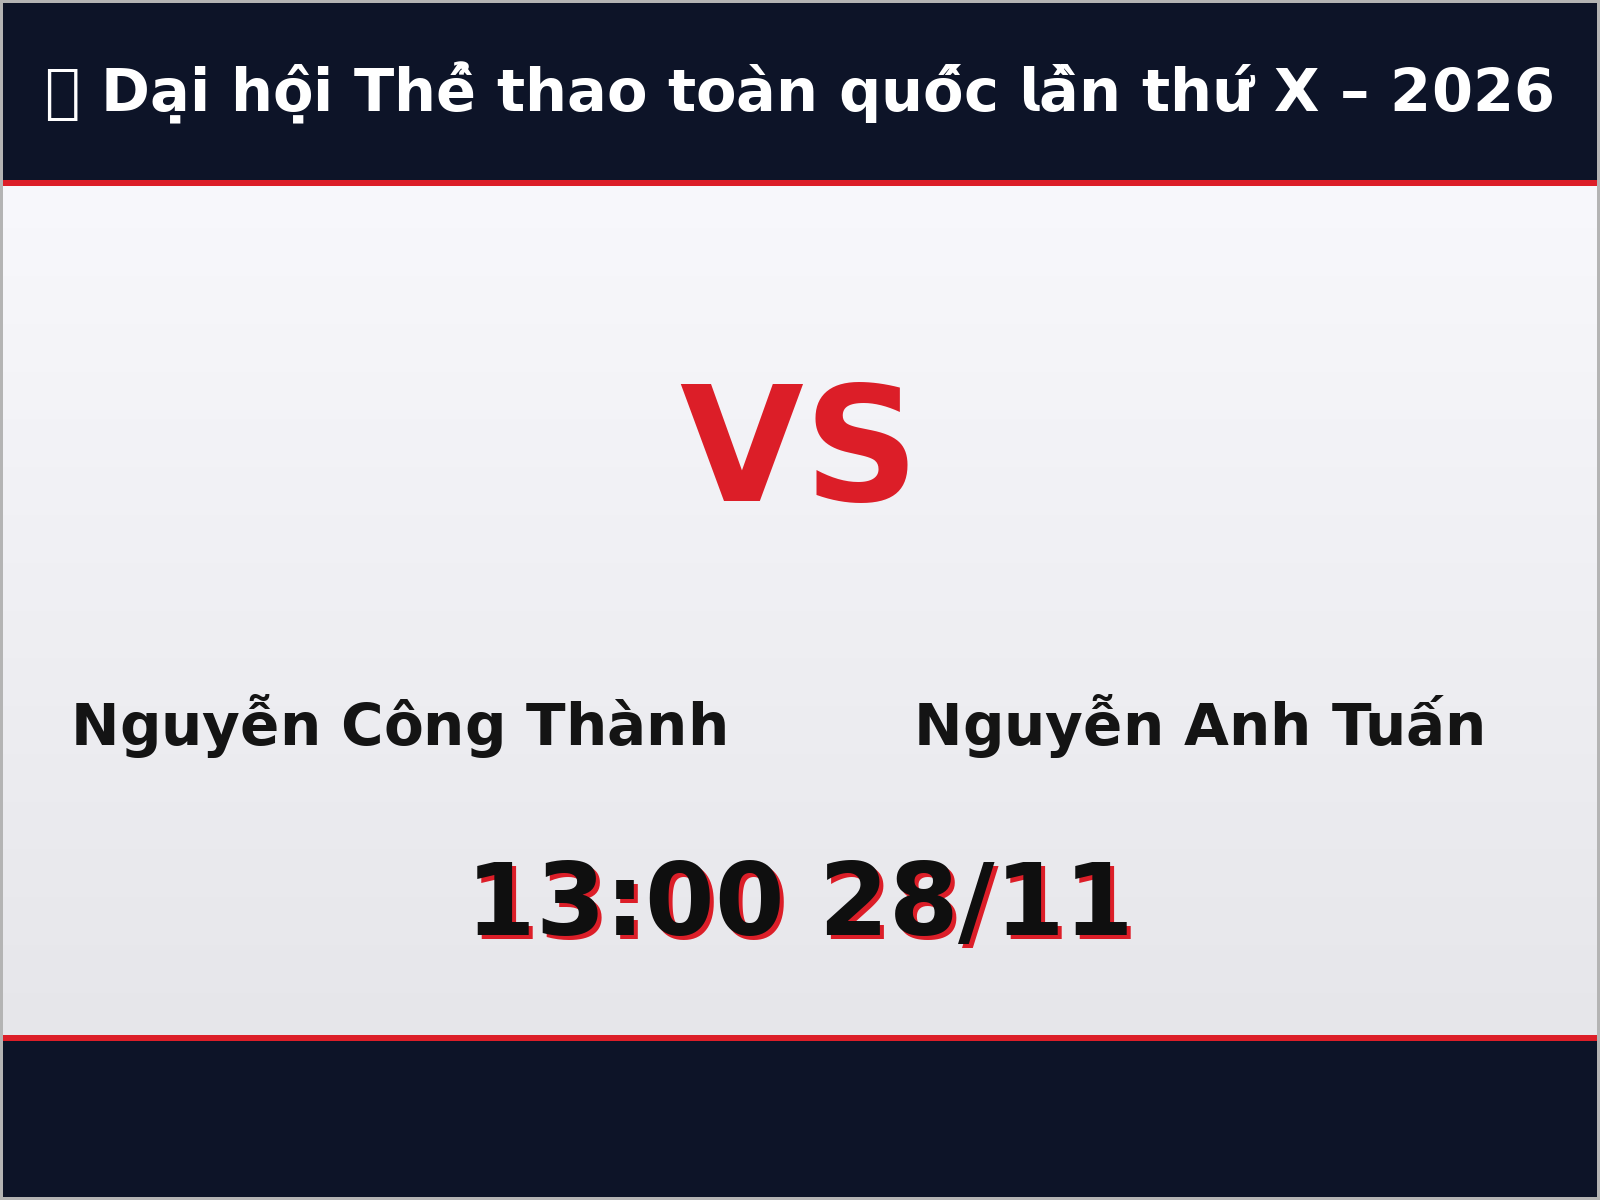 Dại hội Thể thao toàn quốc lần thứ X – 2026
VS
Nguyễn Công Thành
Nguyễn Anh Tuấn
13:00 28/11